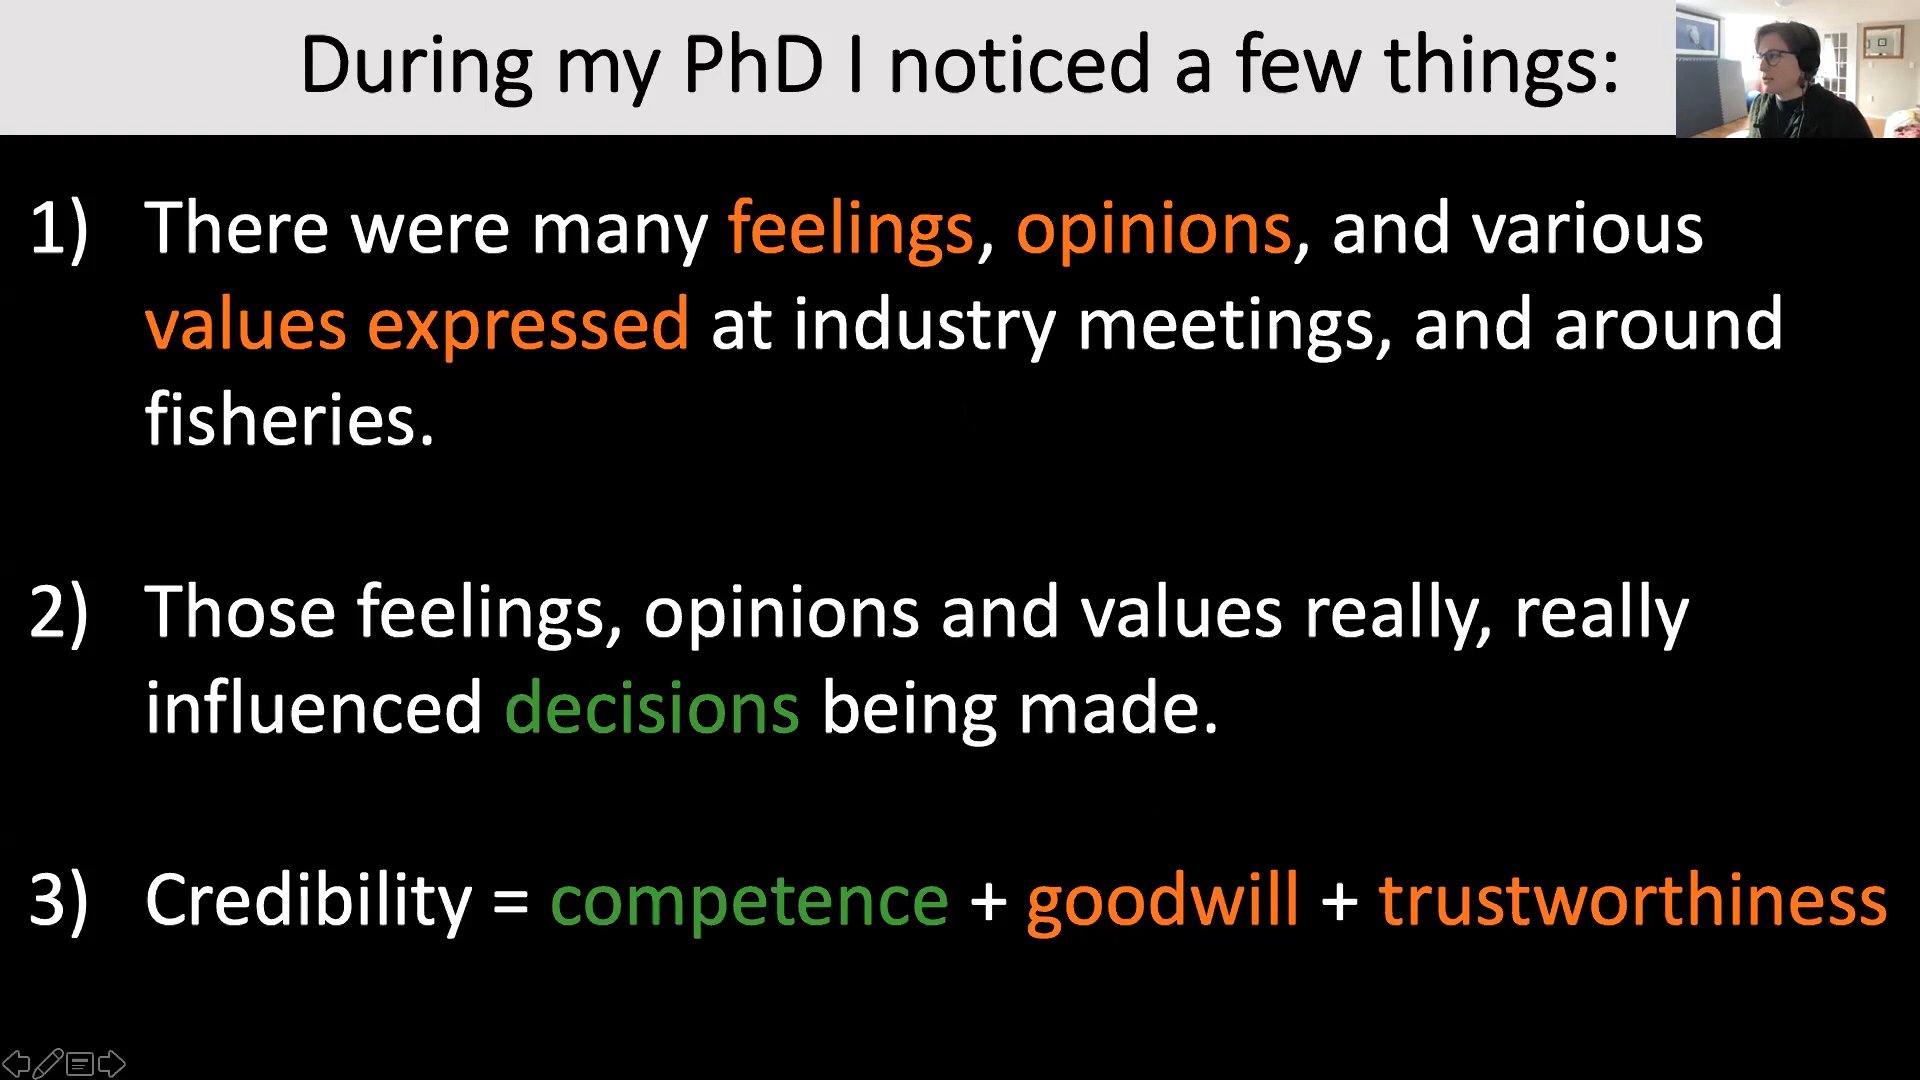 During my PhD I noticed a few things:
1) There were many feelings, opinions, and various
values expressed at industry meetings, and around
fisheries.
2) Those feelings, opinions and values really, really
influenced decisions being made.
3) Credibility = competence + goodwill + trustworthiness